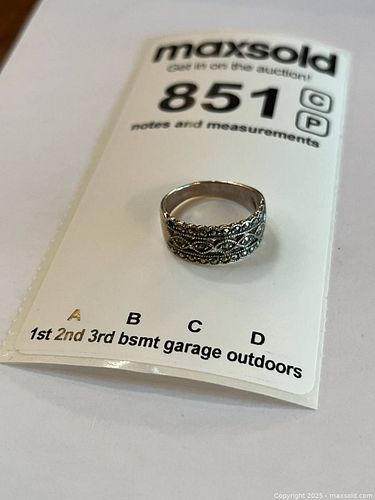 maxsold
Get in on the auction!
851 C
P
notes and measurements
A B C D
1st 2nd 3rd bsmt garage outdoors
Copyright 2025 - maxsold.com